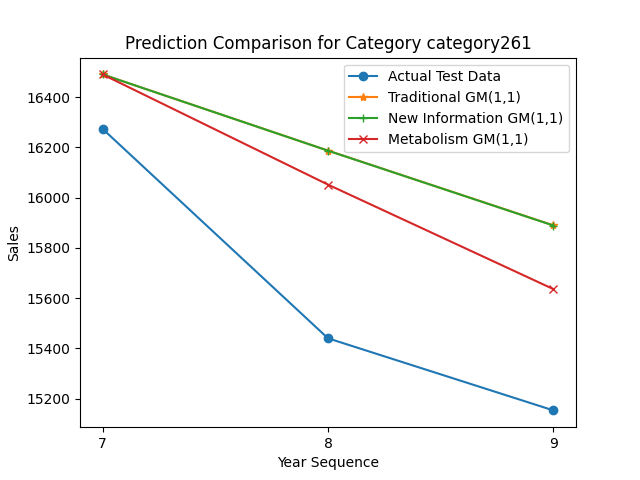 Prediction Comparison for Category category261
Actual Test Data
Traditional GM(1,1)
New Information GM(1,1)
Metabolism GM(1,1)
Sales
16400
16200
16000
15800
15600
15400
15200
7
8
9
Year Sequence